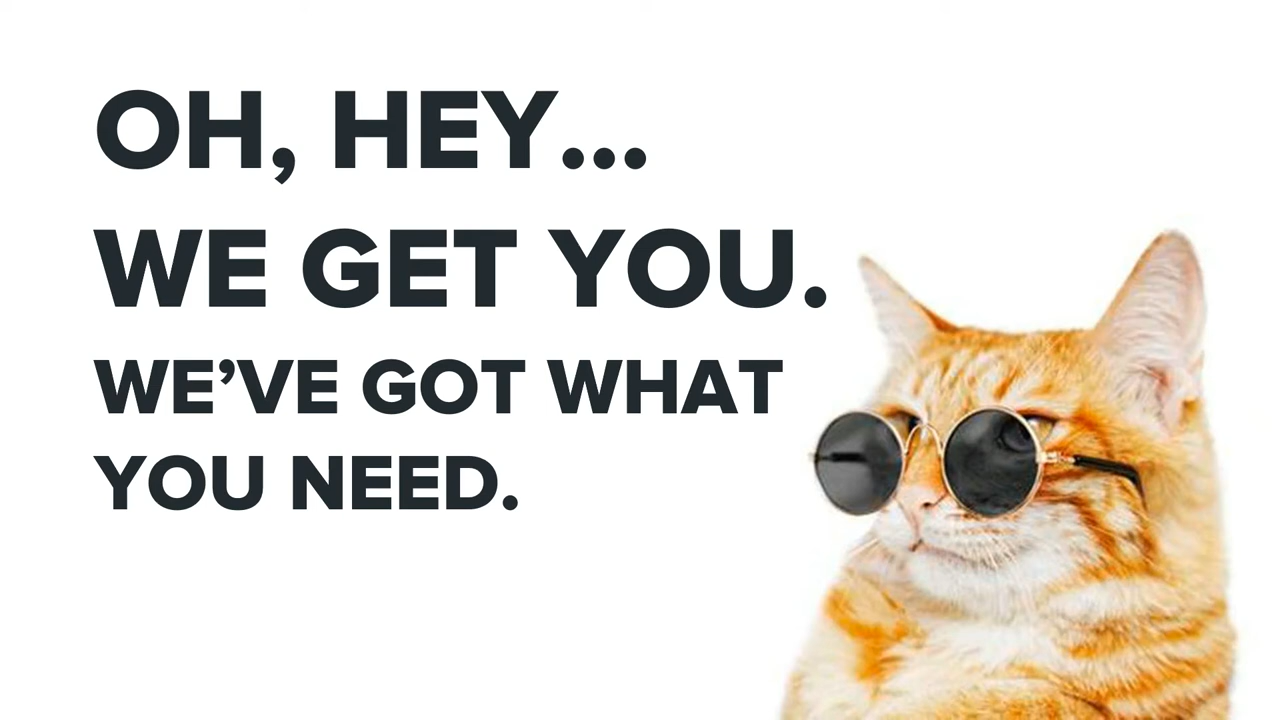 OH, HEY...
WE GET YOU.
WE’VE GOT WHAT
YOU NEED.